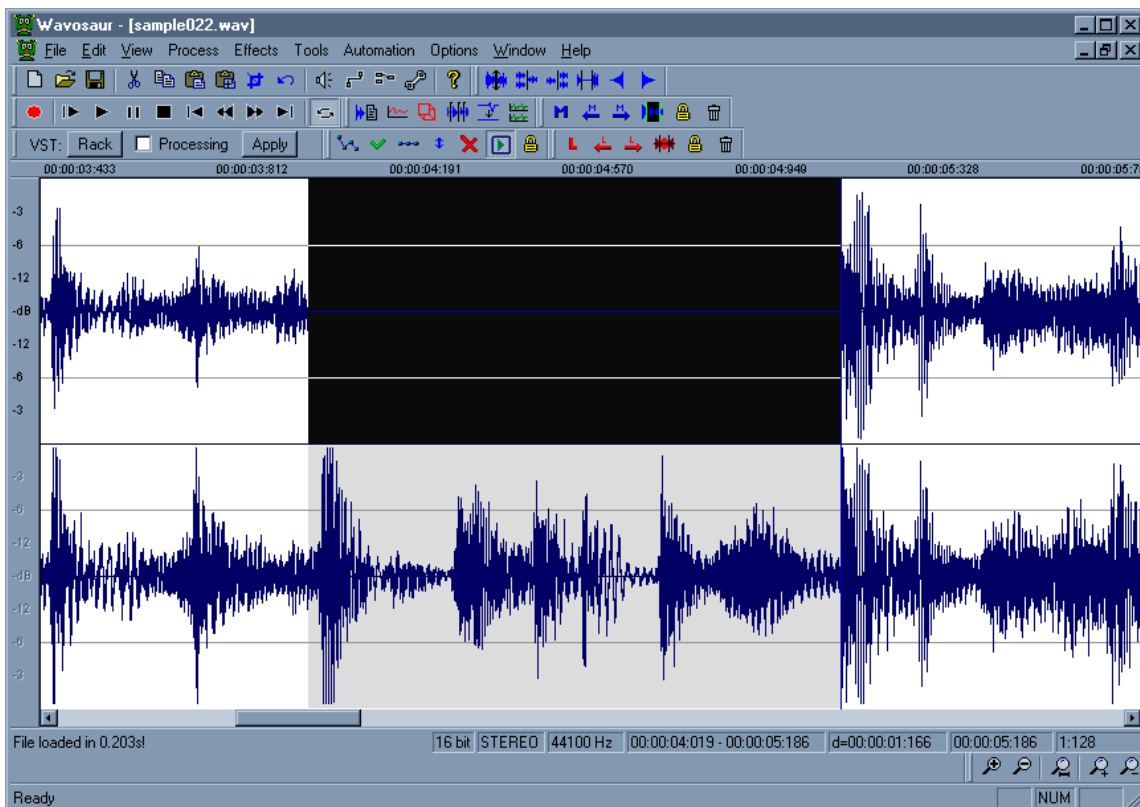 Wavosaur - [sample022.wav]
File Edit View Process Effects Tools Automation Options Window Help
VST: Rack Processing Apply
00:00:03:433 00:00:03:812 00:00:04:191 00:00:04:570 00:00:04:949 00:00:05:328 00:00:05:7
-3
-6
-12
-dB
-12
-6
-3
-3
-6
-12
-dB
-12
-6
-3
File loaded in 0.203s! 16 bit STEREO 44100 Hz 00:00:04:019 - 00:00:05:186 d=00:00:01:166 00:00:05:186 1:128
Ready NUM